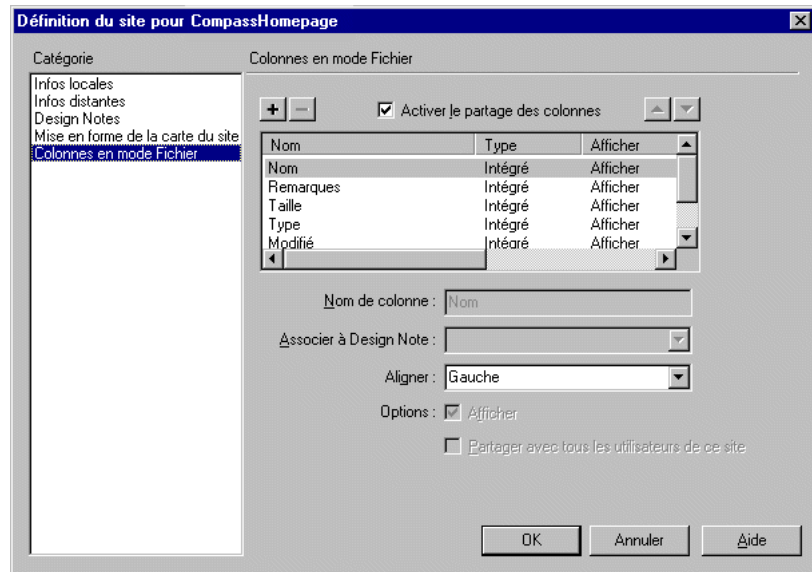 Définition du site pour CompassHomepage
Catégorie
Colonnes en mode Fichier
Infos locales
Infos distantes
Design Notes
Mise en forme de la carte du site
Colonnes en mode Fichier
Activer le partage des colonnes
Nom Type Afficher
Nom Intégré Afficher
Remarques Intégré Afficher
Taille Intégré Afficher
Type Intégré Afficher
Modifié Intégré Afficher
Nom de colonne : Nom
Associer à Design Note :
Aligner : Gauche
Options : Afficher
Partager avec tous les utilisateurs de ce site
OK Annuler Aide